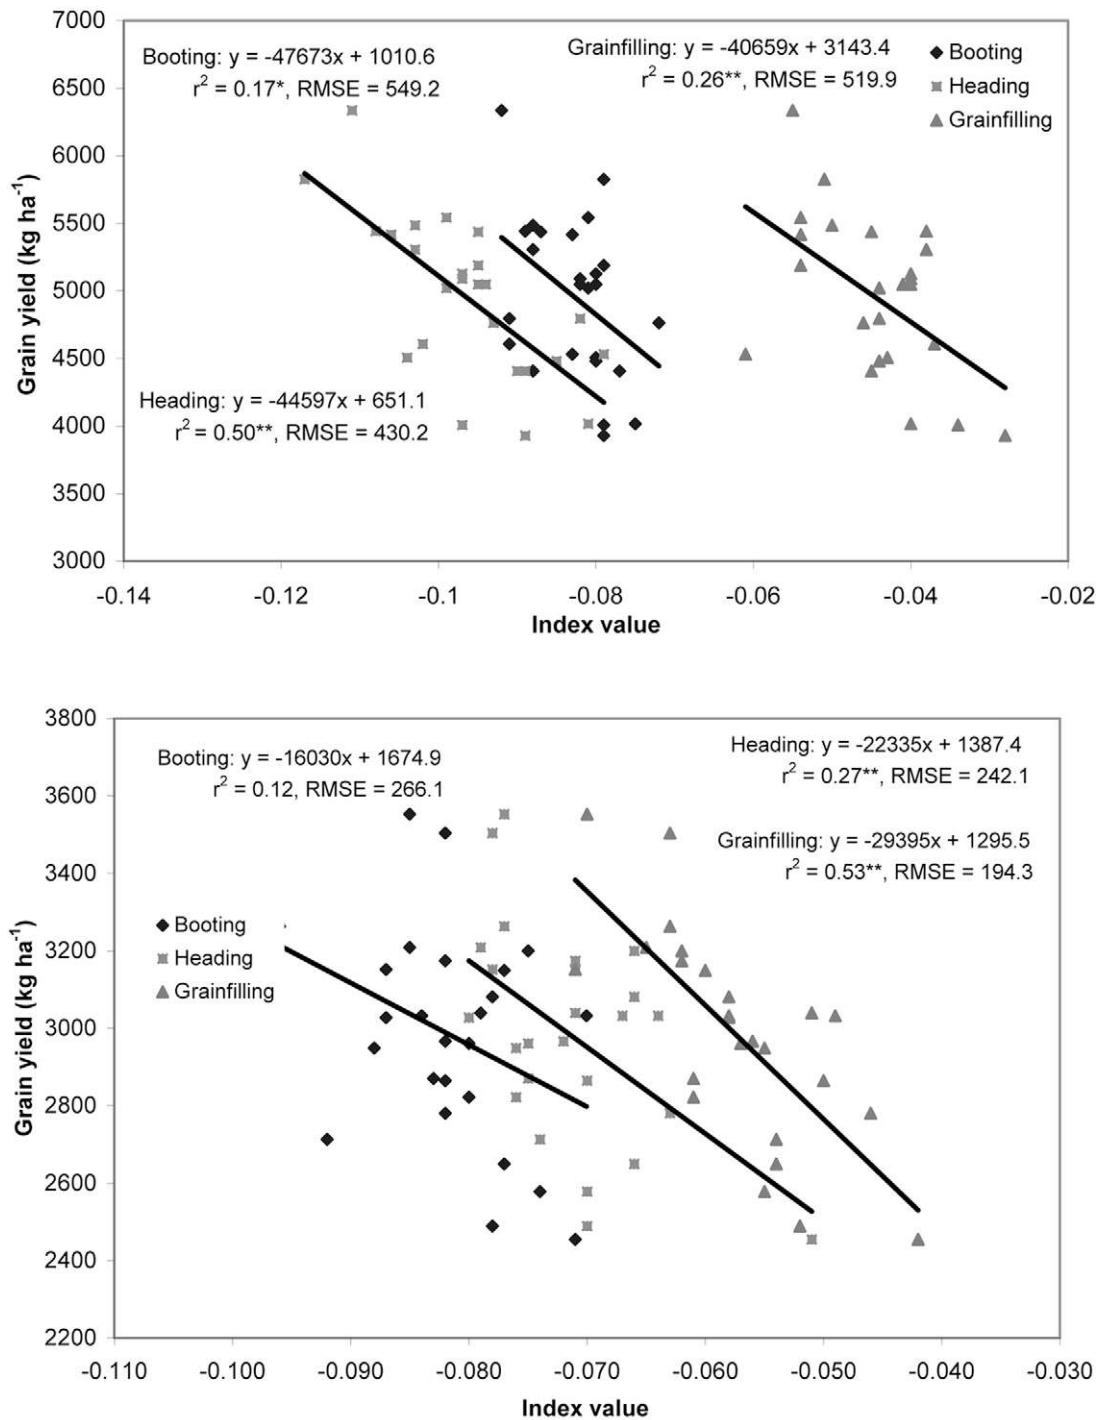 7000
6500
6000
5500
5000
4500
4000
3500
3000
Grain yield (kg ha⁻¹)
Booting: y = -47673x + 1010.6
r² = 0.17*, RMSE = 549.2
Grainfilling: y = -40659x + 3143.4
r² = 0.26**, RMSE = 519.9
Booting
Heading
Grainfilling
Heading: y = -44597x + 651.1
r² = 0.50**, RMSE = 430.2
-0.14 -0.12 -0.1 -0.08 -0.06 -0.04 -0.02
Index value
3800
3600
3400
3200
3000
2800
2600
2400
2200
Grain yield (kg ha⁻¹)
Booting: y = -16030x + 1674.9
r² = 0.12, RMSE = 266.1
Heading: y = -22335x + 1387.4
r² = 0.27**, RMSE = 242.1
Grainfilling: y = -29395x + 1295.5
r² = 0.53**, RMSE = 194.3
Booting
Heading
Grainfilling
-0.110 -0.100 -0.090 -0.080 -0.070 -0.060 -0.050 -0.040 -0.030
Index value